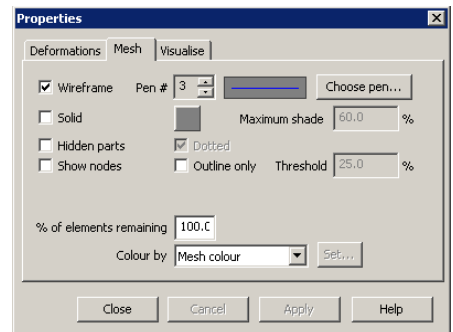 Properties
Deformations Mesh Visualise
Wireframe Pen # 3 Choose pen...
Solid Maximum shade 60.0 %
Hidden parts Dotted
Show nodes Outline only Threshold 25.0 %
% of elements remaining 100.0
Colour by Mesh colour Set...
Close Cancel Apply Help